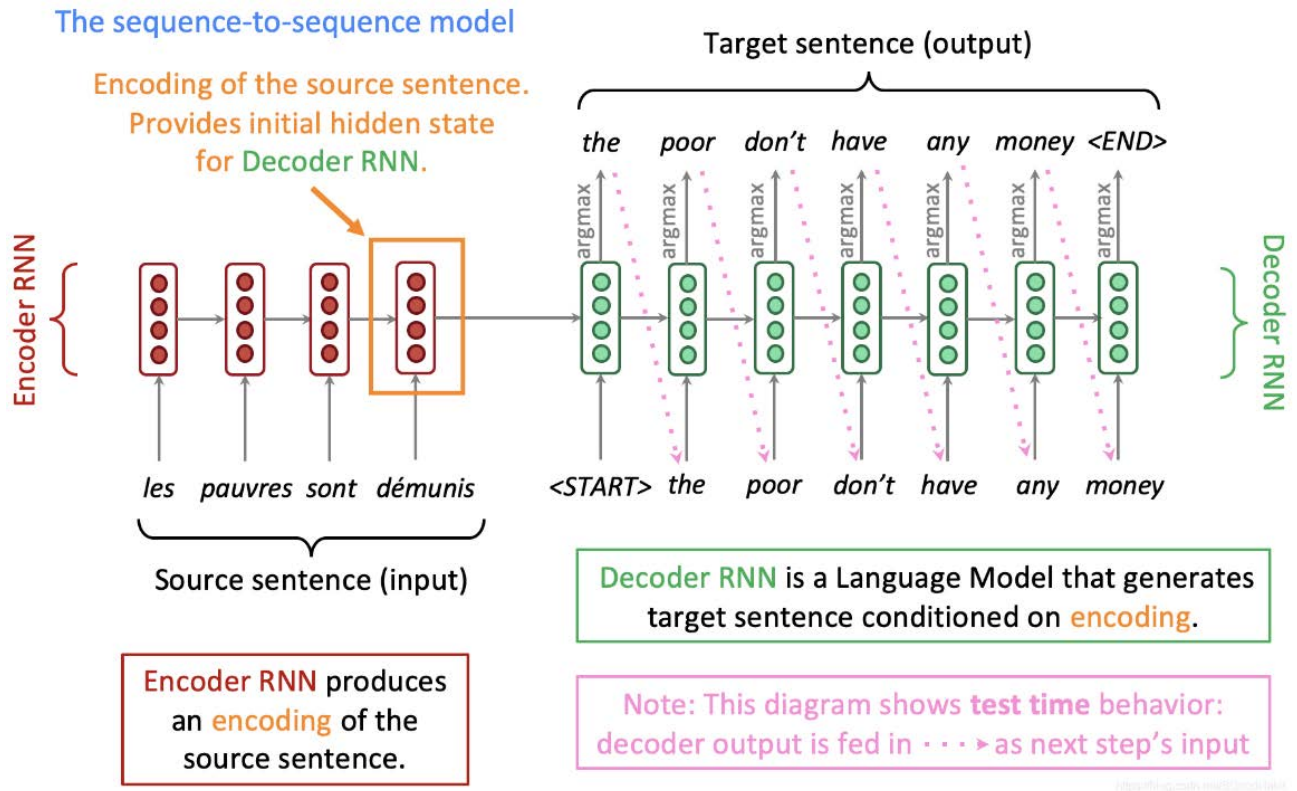 The sequence-to-sequence model
Encoding of the source sentence.
Provides initial hidden state
for Decoder RNN.
Target sentence (output)
the poor don't have any money <END>
argmax argmax argmax argmax argmax argmax argmax
Encoder RNN
Decoder RNN
les pauvres sont démunis
<START> the poor don't have any money
Source sentence (input)
Decoder RNN is a Language Model that generates
target sentence conditioned on encoding.
Encoder RNN produces
an encoding of the
source sentence.
Note: This diagram shows test time behavior:
decoder output is fed in as next step's input